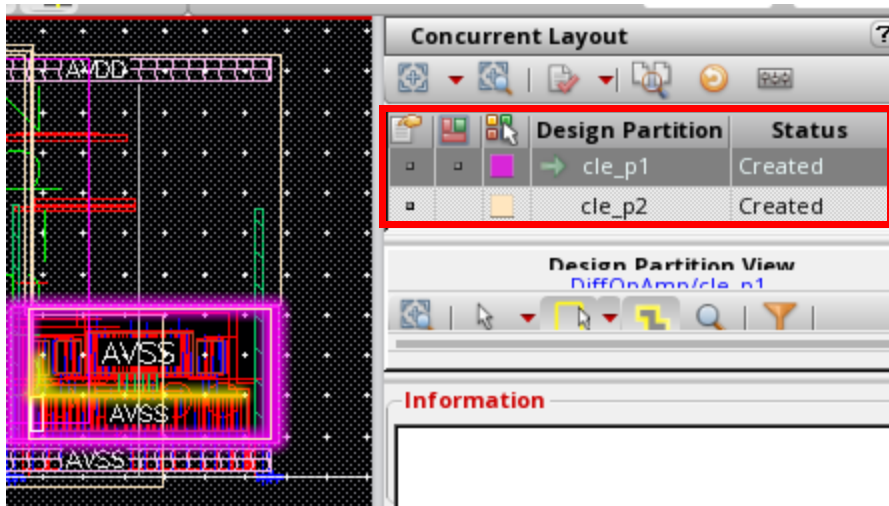 Concurrent Layout
?
Design Partition Status
cle_p1 Created
cle_p2 Created
Design Partition View
DiffOpAmp/cle_p1
Information
AVDD
AVSS
AVSS
AVSS